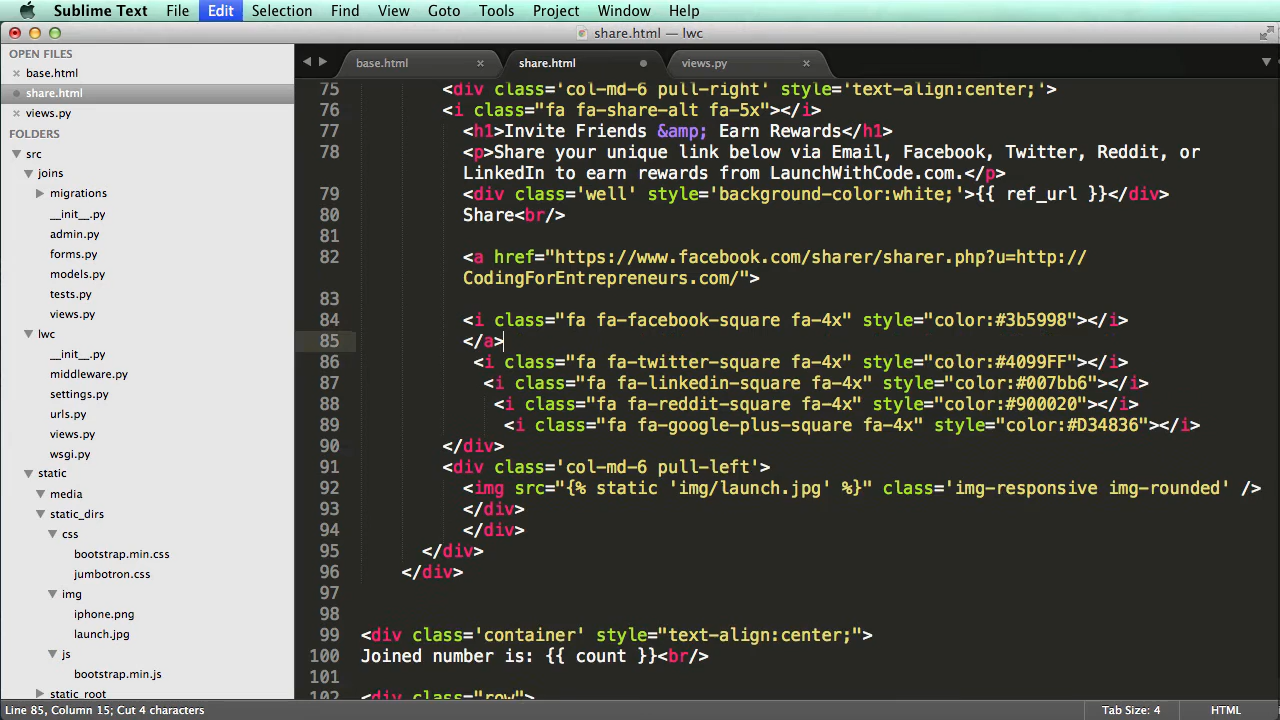 Sublime Text File Edit Selection Find View Goto Tools Project Window Help
share.html — lwc
OPEN FILES
base.html
share.html
views.py
FOLDERS
src
joins
migrations
__init__.py
admin.py
forms.py
models.py
tests.py
views.py
lwc
__init__.py
middleware.py
settings.py
urls.py
views.py
wsgi.py
static
media
static_dirs
css
bootstrap.min.css
jumbotron.css
img
iphone.png
launch.jpg
js
bootstrap.min.js
static_root
base.html share.html views.py
75 <div class='col-md-6 pull-right' style='text-align:center;'>
76 <i class="fa fa-share-alt fa-5x"></i>
77 <h1>Invite Friends &amp; Earn Rewards</h1>
78 <p>Share your unique link below via Email, Facebook, Twitter, Reddit, or
LinkedIn to earn rewards from LaunchWithCode.com.</p>
79 <div class='well' style='background-color:white;'>{{ ref_url }}</div>
80 Share<br/>
81
82 <a href="https://www.facebook.com/sharer/sharer.php?u=http://
CodingForEntrepreneurs.com/">
83
84 <i class="fa fa-facebook-square fa-4x" style="color:#3b5998"></i>
85 </a>
86 <i class="fa fa-twitter-square fa-4x" style="color:#4099FF"></i>
87 <i class="fa fa-linkedin-square fa-4x" style="color:#007bb6"></i>
88 <i class="fa fa-reddit-square fa-4x" style="color:#900020"></i>
89 <i class="fa fa-google-plus-square fa-4x" style="color:#D34836"></i>
90 </div>
91 <div class='col-md-6 pull-left'>
92 <img src="{% static 'img/launch.jpg' %}" class='img-responsive img-rounded' />
93 </div>
94 </div>
95 </div>
96 </div>
97
98
99 <div class='container' style="text-align:center;">
100 Joined number is: {{ count }}<br/>
101
102 <div class="row">
Line 85, Column 15; Cut 4 characters
Tab Size: 4 HTML